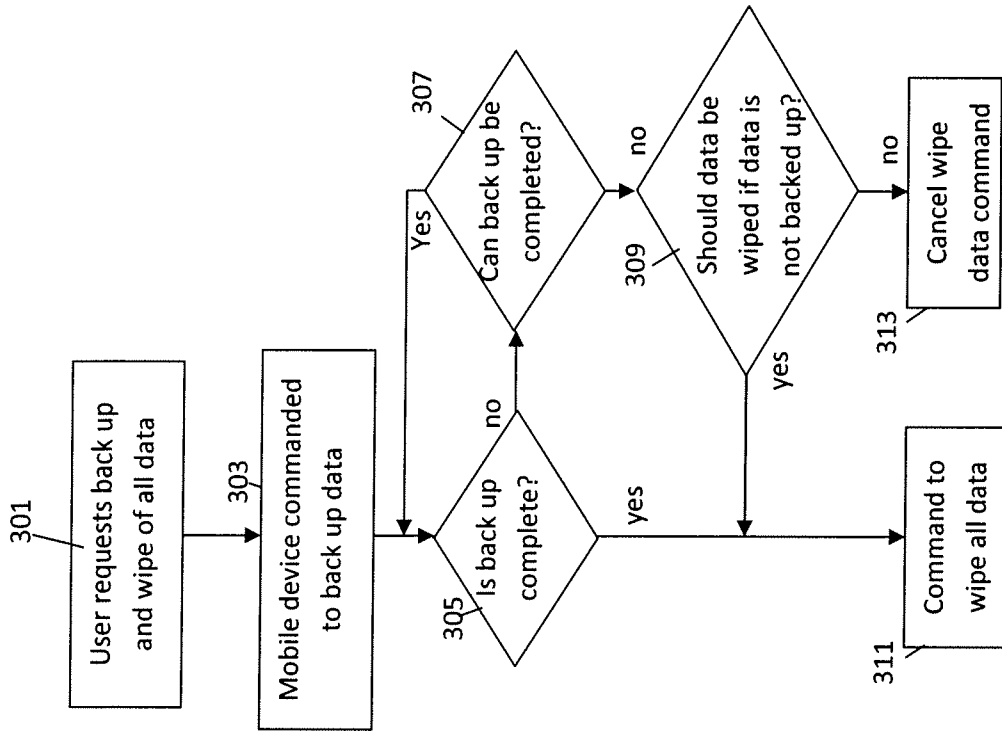 301
User requests back up
and wipe of all data
303
Mobile device commanded
to back up data
305
Is back up
complete?
no
yes
307
Yes
Can back up be
completed?
no
309
Should data be
wiped if data is
not backed up?
yes
no
311
Command to
wipe all data
313
Cancel wipe
data command